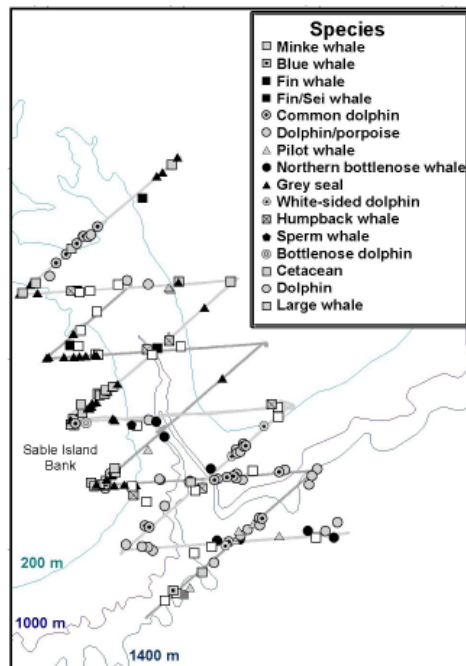 Species
Minke whale
Blue whale
Fin whale
Fin/Sei whale
Common dolphin
Dolphin/porpoise
Pilot whale
Northern bottlenose whale
Grey seal
White-sided dolphin
Humpback whale
Sperm whale
Bottlenose dolphin
Cetacean
Dolphin
Large whale
Sable Island
Bank
200 m
1000 m
1400 m